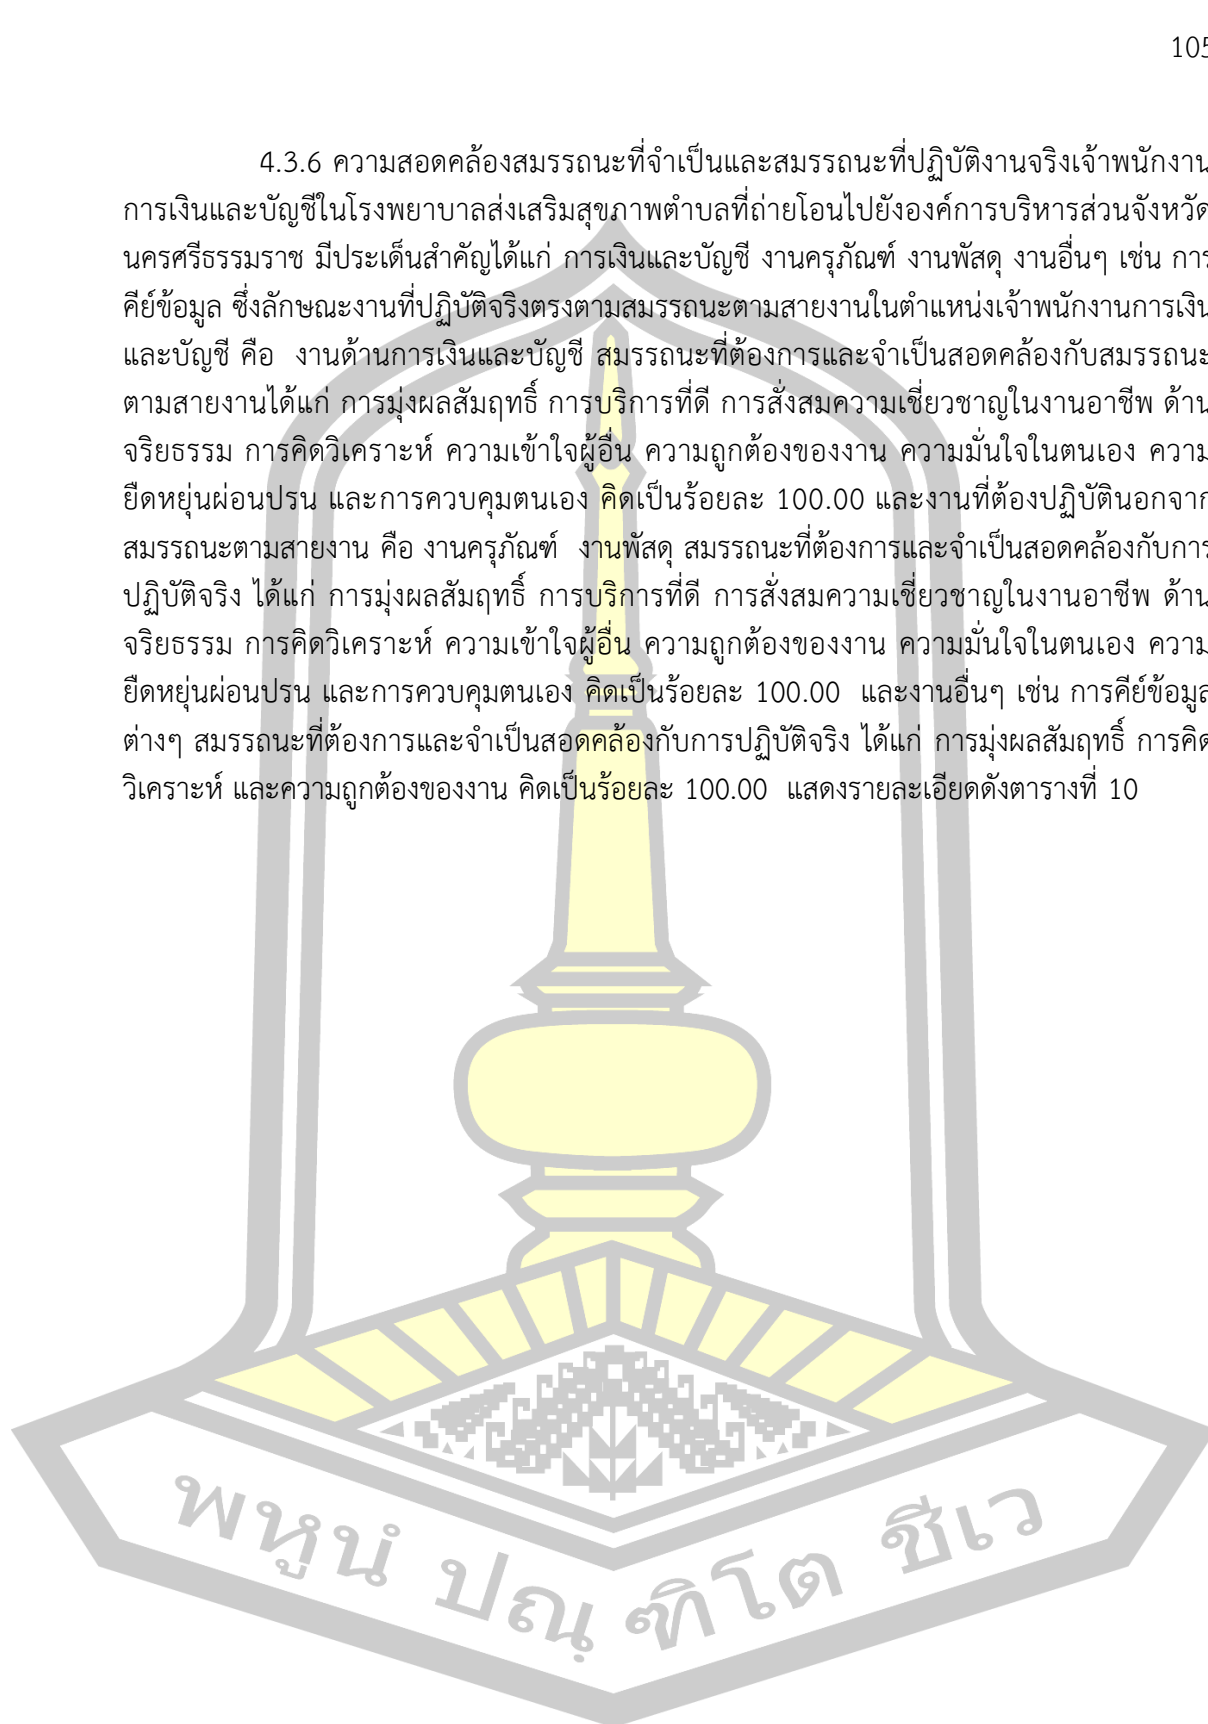 105
4.3.6 ความสอดคล้องสมรรถนะที่จำเป็นและสมรรถนะที่ปฏิบัติงานจริงเจ้าพนักงาน
การเงินและบัญชีในโรงพยาบาลส่งเสริมสุขภาพตำบลที่ถ่ายโอนไปยังองค์การบริหารส่วนจังหวัด
นครศรีธรรมราช มีประเด็นสำคัญได้แก่ การเงินและบัญชี งานครุภัณฑ์ งานพัสดุ งานอื่นๆ เช่น การ
คีย์ข้อมูล ซึ่งลักษณะงานที่ปฏิบัติจริงตรงตามสมรรถนะตามสายงานในตำแหน่งเจ้าพนักงานการเงิน
และบัญชี คือ งานด้านการเงินและบัญชี สมรรถนะที่ต้องการและจำเป็นสอดคล้องกับสมรรถนะ
ตามสายงานได้แก่ การมุ่งผลสัมฤทธิ์ การบริการที่ดี การสั่งสมความเชี่ยวชาญในงานอาชีพ ด้าน
จริยธรรม การคิดวิเคราะห์ ความเข้าใจผู้อื่น ความถูกต้องของงาน ความมั่นใจในตนเอง ความ
ยืดหยุ่นผ่อนปรน และการควบคุมตนเอง คิดเป็นร้อยละ 100.00 และงานที่ต้องปฏิบัตินอกจาก
สมรรถนะตามสายงาน คือ งานครุภัณฑ์ งานพัสดุ สมรรถนะที่ต้องการและจำเป็นสอดคล้องกับการ
ปฏิบัติจริง ได้แก่ การมุ่งผลสัมฤทธิ์ การบริการที่ดี การสั่งสมความเชี่ยวชาญในงานอาชีพ ด้าน
จริยธรรม การคิดวิเคราะห์ ความเข้าใจผู้อื่น ความถูกต้องของงาน ความมั่นใจในตนเอง ความ
ยืดหยุ่นผ่อนปรน และการควบคุมตนเอง คิดเป็นร้อยละ 100.00 และงานอื่นๆ เช่น การคีย์ข้อมูล
ต่างๆ สมรรถนะที่ต้องการและจำเป็นสอดคล้องกับการปฏิบัติจริง ได้แก่ การมุ่งผลสัมฤทธิ์ การคิด
วิเคราะห์ และความถูกต้องของงาน คิดเป็นร้อยละ 100.00 แสดงรายละเอียดดังตารางที่ 10
พหูนํ ปณฺ ฑิโต ชีเว